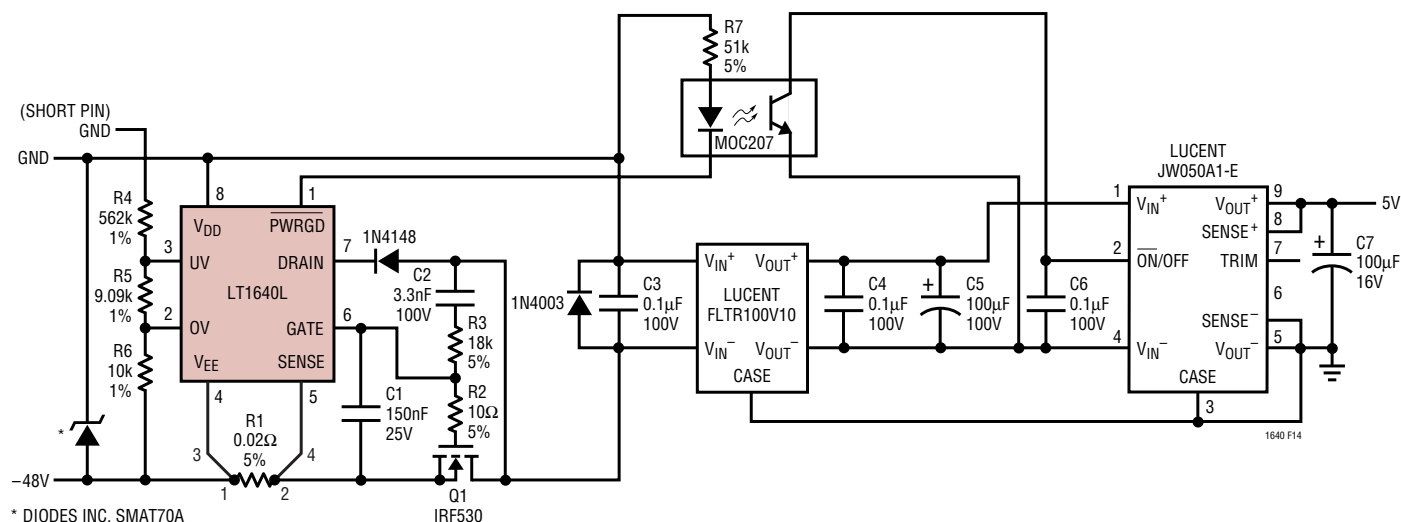 R7
51k
5%
(SHORT PIN)
GND
GND
MOC207
LUCENT
JW050A1-E
R4
562k
1%
8
1
VDD
PWRGD
1N4148
3
UV
DRAIN
7
C2
3.3nF
100V
R5
9.09k
1%
LT1640L
R3
18k
5%
2
OV
GATE
6
R6
10k
1%
VEE
SENSE
4
5
C1
150nF
25V
R2
10Ω
5%
R1
0.02Ω
5%
3
4
1
2
*
−48V
Q1
IRF530
* DIODES INC. SMAT70A
1N4003
C3
0.1µF
100V
VIN+
VOUT+
LUCENT
FLTR100V10
VIN−
VOUT−
CASE
C4
0.1µF
100V
+
C5
100µF
100V
C6
0.1µF
100V
1
VIN+
VOUT+
9
5V
SENSE+
8
2
ON/OFF
TRIM
7
+
C7
100µF
16V
6
SENSE−
4
VIN−
VOUT−
5
CASE
3
1640 F14